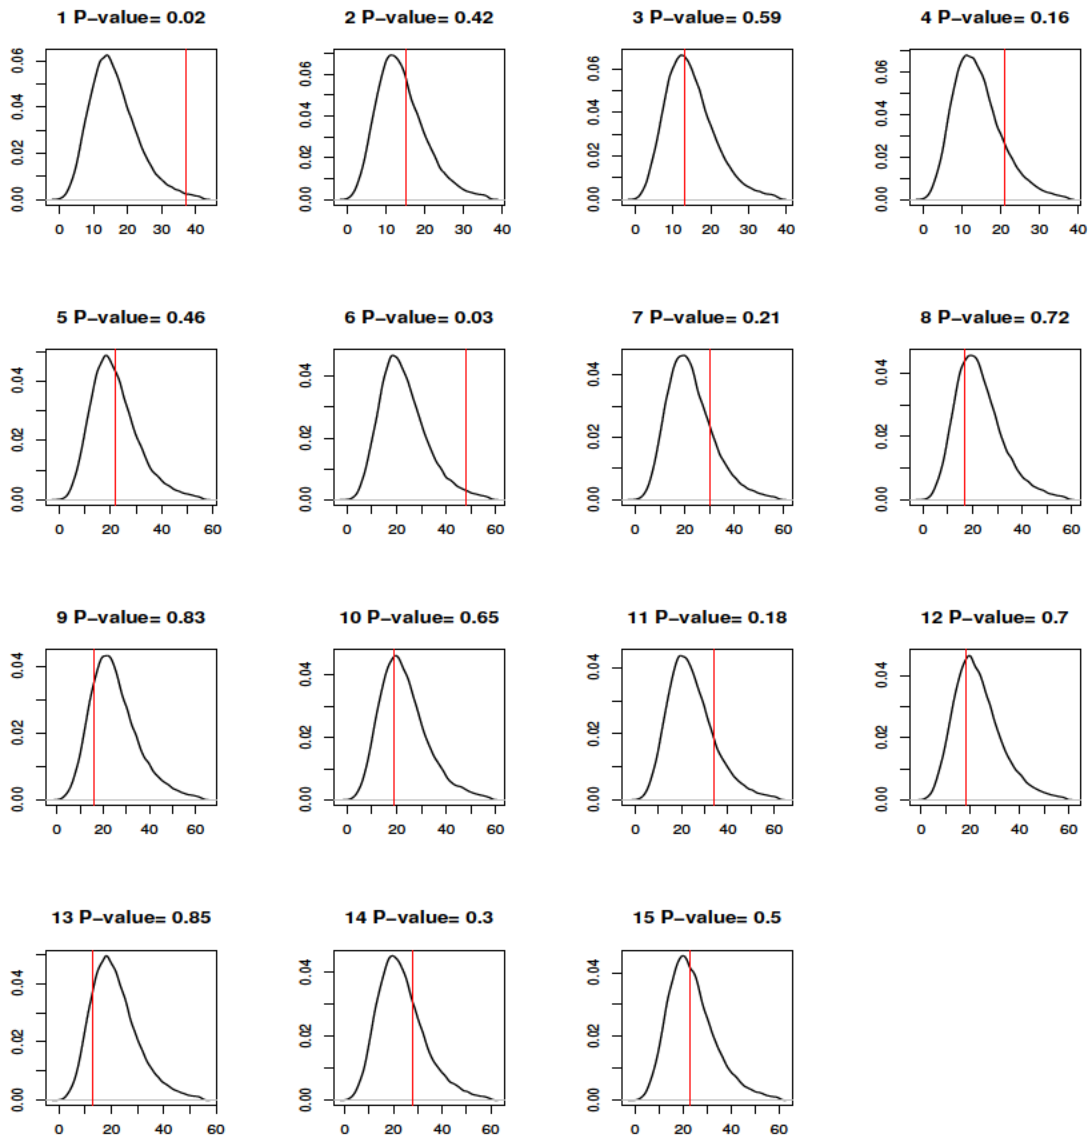 1 P−value= 0.02
2 P−value= 0.42
3 P−value= 0.59
4 P−value= 0.16
0.00 0.02 0.04 0.06
0 10 20 30 40
0.00 0.02 0.04 0.06
0 10 20 30 40
0.00 0.02 0.04 0.06
0 10 20 30 40
0.00 0.02 0.04 0.06
0 10 20 30 40
5 P−value= 0.46
6 P−value= 0.03
7 P−value= 0.21
8 P−value= 0.72
0.00 0.02 0.04
0 20 40 60
0.00 0.02 0.04
0 20 40 60
0.00 0.02 0.04
0 20 40 60
0.00 0.02 0.04
0 20 40 60
9 P−value= 0.83
10 P−value= 0.65
11 P−value= 0.18
12 P−value= 0.7
0.00 0.02 0.04
0 20 40 60
0.00 0.02 0.04
0 20 40 60
0.00 0.02 0.04
0 20 40 60
0.00 0.02 0.04
0 20 40 60
13 P−value= 0.85
14 P−value= 0.3
15 P−value= 0.5
0.00 0.02 0.04
0 20 40 60
0.00 0.02 0.04
0 20 40 60
0.00 0.02 0.04
0 20 40 60